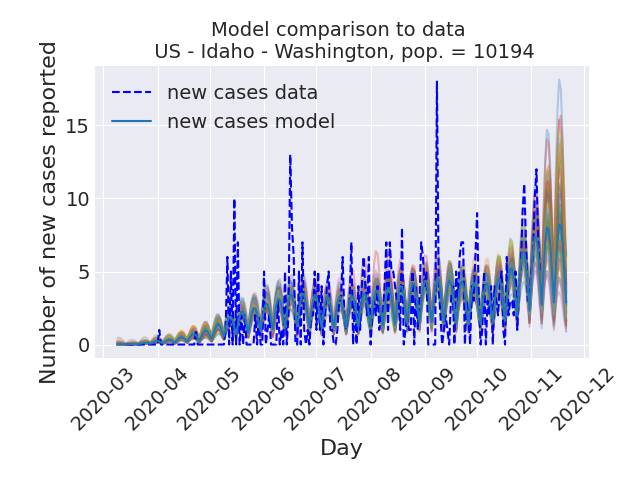 Model comparison to data
US - Idaho - Washington, pop. = 10194
Number of new cases reported
new cases data
new cases model
15
10
5
0
2020-03
2020-04
2020-05
2020-06
2020-07
2020-08
2020-09
2020-10
2020-11
2020-12
Day